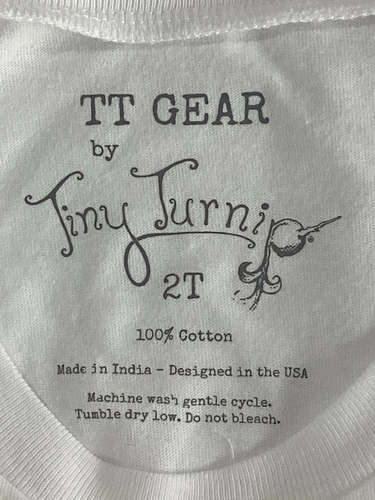 TT GEAR
by
Tiny Turnip
2T
100% Cotton
Made in India - Designed in the USA
Machine wash gentle cycle.
Tumble dry low. Do not bleach.